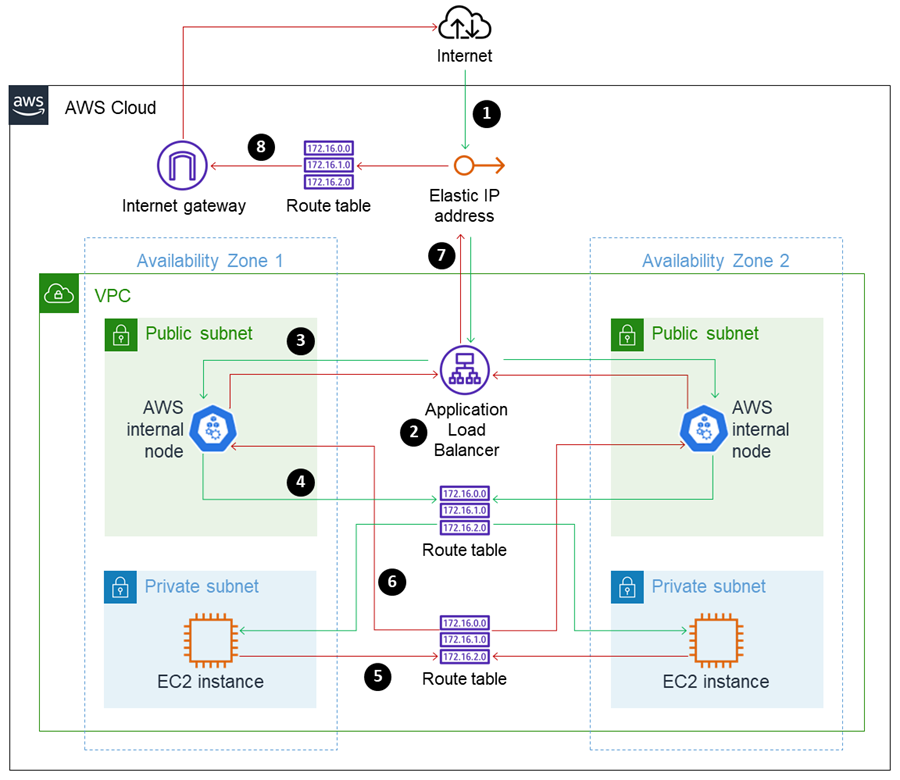 Internet
aws
AWS Cloud
1
8
172.16.0.0
172.16.1.0
172.16.2.0
Internet gateway
Route table
Elastic IP
address
7
Availability Zone 1
Availability Zone 2
VPC
Public subnet
3
Public subnet
AWS
internal
node
2
Application
Load
Balancer
AWS
internal
node
4
172.16.0.0
172.16.1.0
172.16.2.0
Route table
6
Private subnet
Private subnet
172.16.0.0
172.16.1.0
172.16.2.0
EC2 instance
5
Route table
EC2 instance